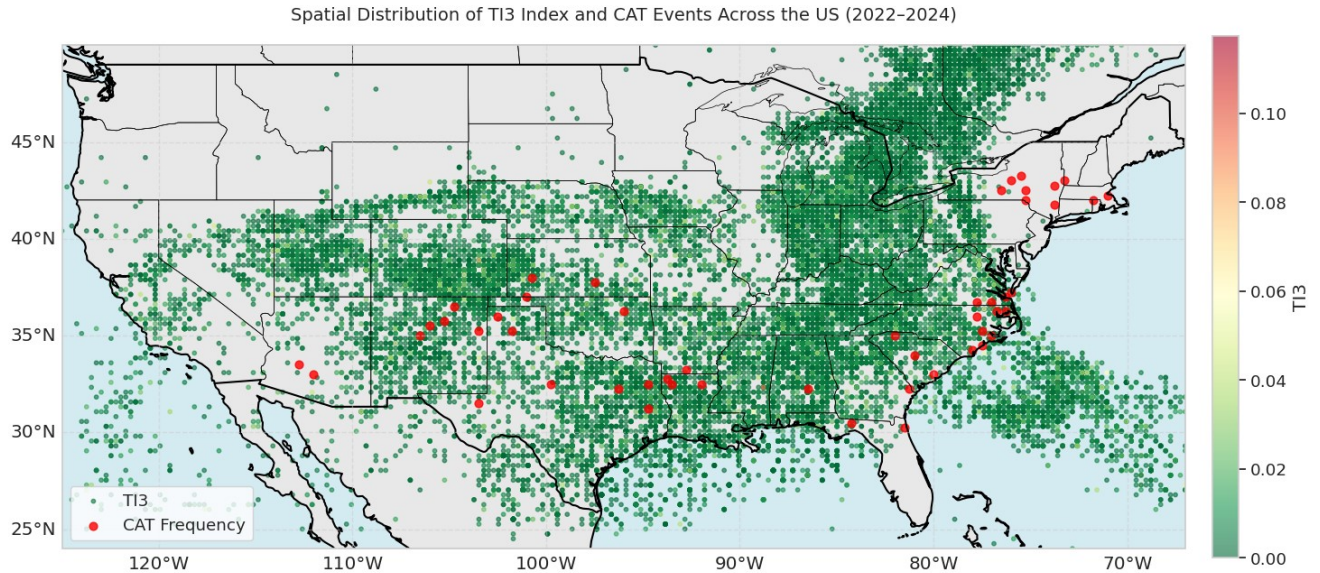 Spatial Distribution of TI3 Index and CAT Events Across the US (2022–2024)
45°N
40°N
35°N
30°N
25°N
120°W
110°W
100°W
90°W
80°W
70°W
TI3
CAT Frequency
0.10
0.08
0.06
0.04
0.02
0.00
TI3